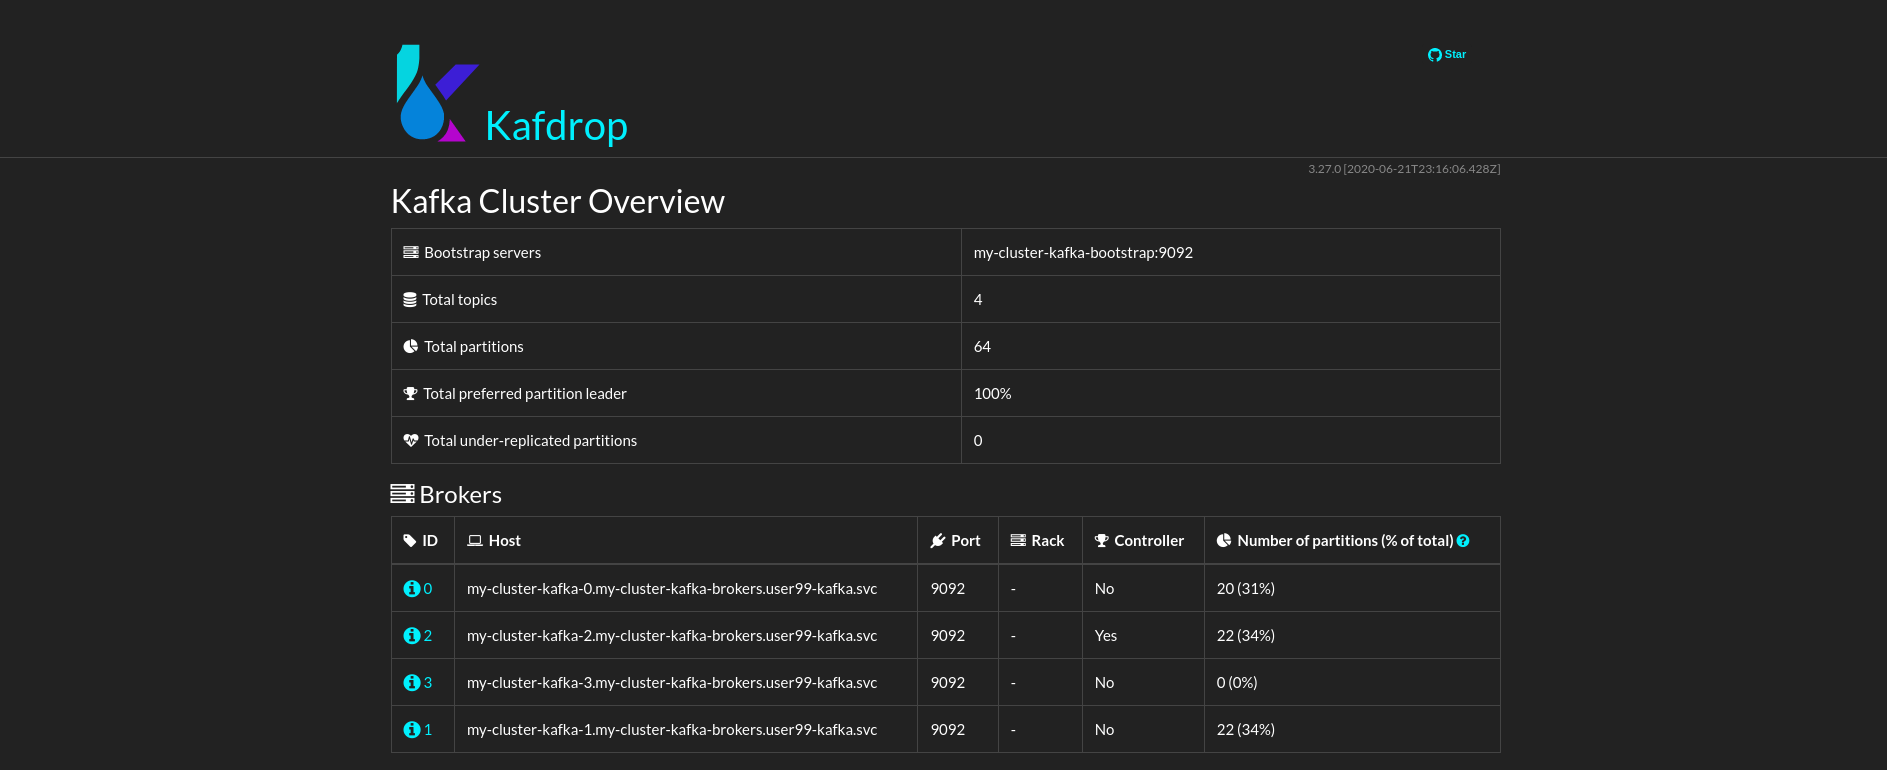 Star
Kafdrop
3.27.0 [2020-06-21T23:16:06.428Z]
Kafka Cluster Overview
Bootstrap servers my-cluster-kafka-bootstrap:9092
Total topics 4
Total partitions 64
Total preferred partition leader 100%
Total under-replicated partitions 0
Brokers
ID Host Port Rack Controller Number of partitions (% of total)
0 my-cluster-kafka-0.my-cluster-kafka-brokers.user99-kafka.svc 9092 - No 20 (31%)
2 my-cluster-kafka-2.my-cluster-kafka-brokers.user99-kafka.svc 9092 - Yes 22 (34%)
3 my-cluster-kafka-3.my-cluster-kafka-brokers.user99-kafka.svc 9092 - No 0 (0%)
1 my-cluster-kafka-1.my-cluster-kafka-brokers.user99-kafka.svc 9092 - No 22 (34%)